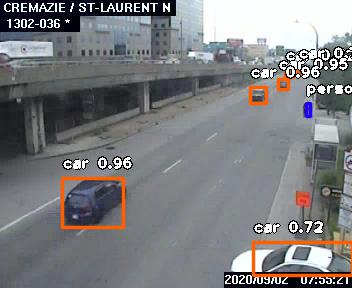 CREMAZIE / ST-LAURENT N
1302-036 *
car 0.96
car 0.95
perso
car 0.96
car 0.72
2020/09/02 07:55:21